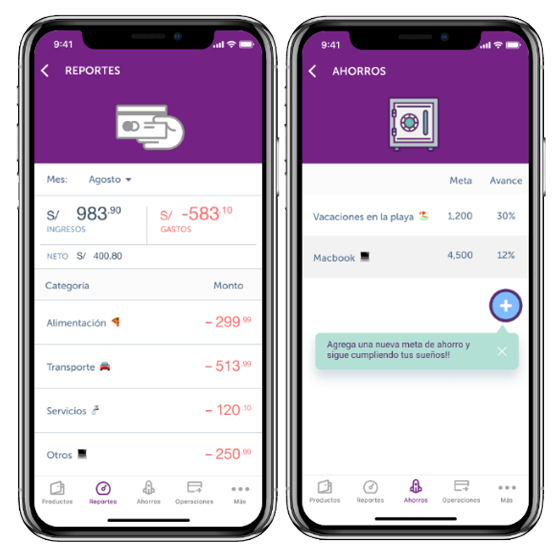 9:41
REPORTES
Mes: Agosto
S/ 983.90
INGRESOS
S/ -583.10
GASTOS
NETO S/ 400.80
Categoría Monto
Alimentación - 299.99
Transporte - 513.99
Servicios - 120.10
Otros - 250.99
Productos Reportes Ahorros Operaciones Más
9:41
AHORROS
Meta Avance
Vacaciones en la playa 1,200 30%
Macbook 4,500 12%
+
Agrega una nueva meta de ahorro y
sigue cumpliendo tus sueños!!
Productos Reportes Ahorros Operaciones Más